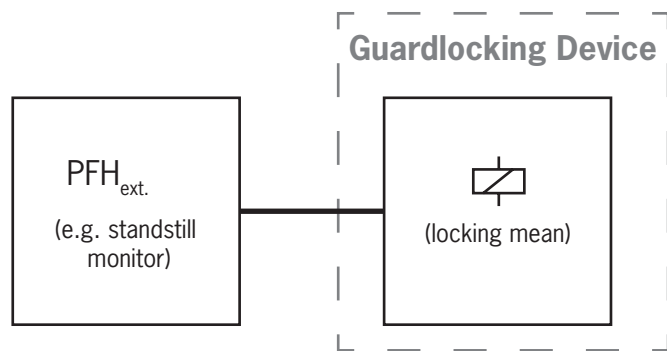 Guardlocking Device
PFHext.
(e.g. standstill
monitor)
(locking mean)